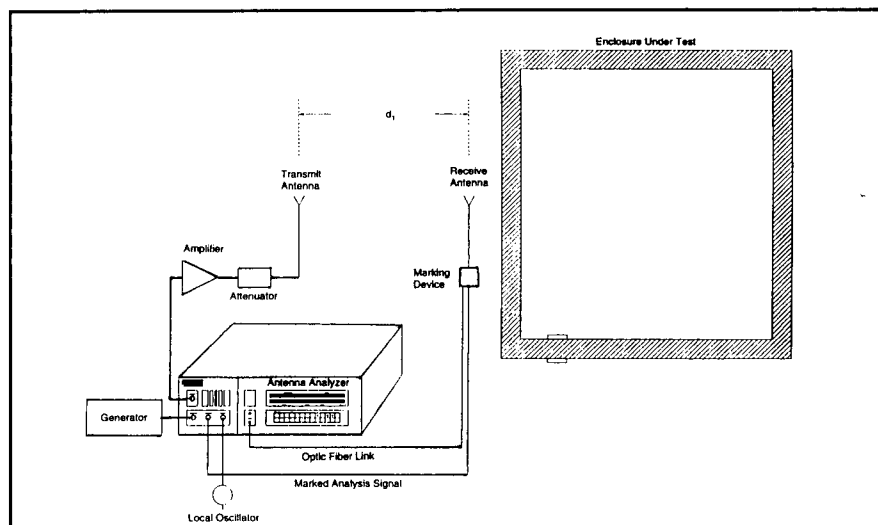 Enclosure Under Test
d₁
Transmit
Antenna
Receive
Antenna
Amplifier
Attenuator
Marking
Device
Antenna Analyzer
Generator
Optic Fiber Link
Marked Analysis Signal
Local Oscillator